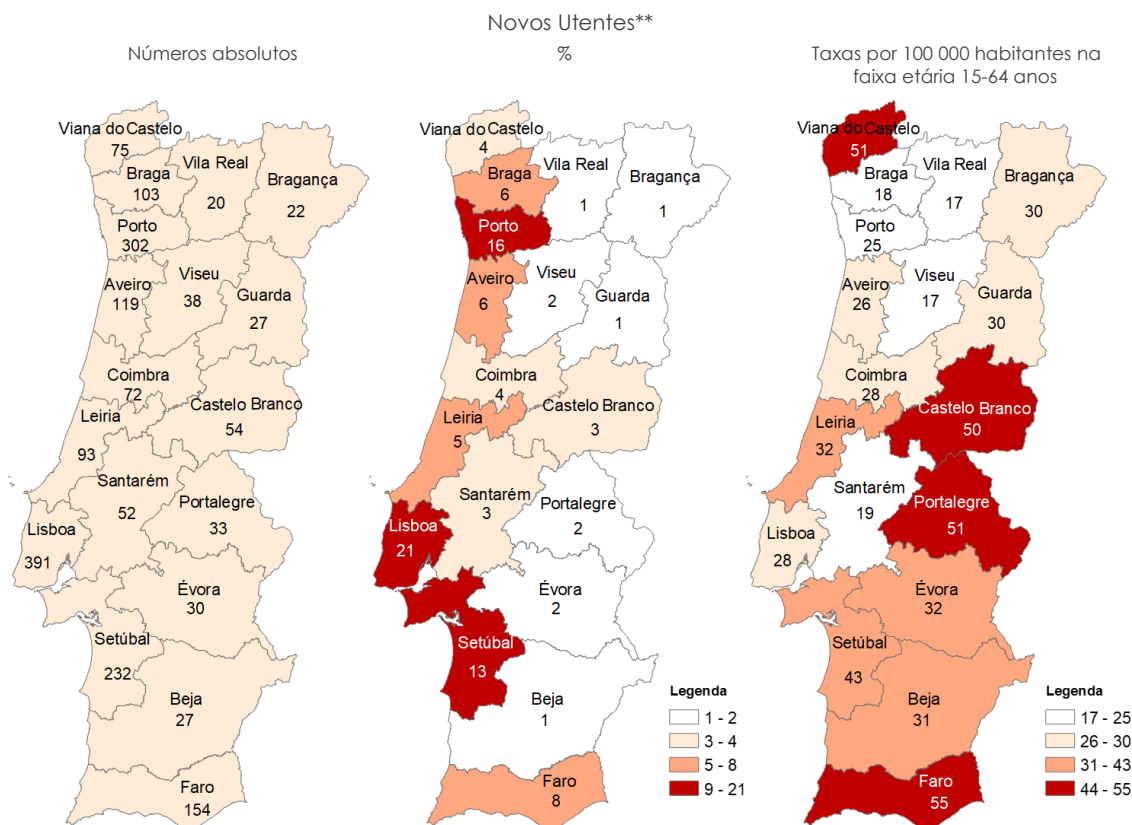 Novos Utentes**
Números absolutos
%
Taxas por 100 000 habitantes na
faixa etária 15-64 anos
Viana do Castelo
75
Braga
103
Vila Real
20
Bragança
22
Porto
302
Aveiro
119
Viseu
38
Guarda
27
Coimbra
72
Castelo Branco
54
Leiria
93
Santarém
52
Portalegre
33
Lisboa
391
Évora
30
Setúbal
232
Beja
27
Faro
154
Viana do Castelo
4
Braga
6
Vila Real
1
Bragança
1
Porto
16
Aveiro
6
Viseu
2
Guarda
1
Coimbra
4
Castelo Branco
3
Leiria
5
Santarém
3
Portalegre
2
Lisboa
21
Évora
2
Setúbal
13
Beja
1
Faro
8
Legenda
1 - 2
3 - 4
5 - 8
9 - 21
Viana do Castelo
51
Braga
18
Vila Real
17
Bragança
30
Porto
25
Aveiro
26
Viseu
17
Guarda
30
Coimbra
28
Castelo Branco
50
Leiria
32
Santarém
19
Portalegre
51
Lisboa
28
Évora
32
Setúbal
43
Beja
31
Faro
55
Legenda
17 - 25
26 - 30
31 - 43
44 - 55